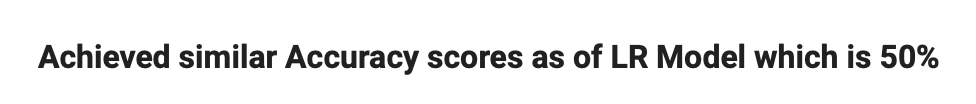 Achieved similar Accuracy scores as of LR Model which is 50%